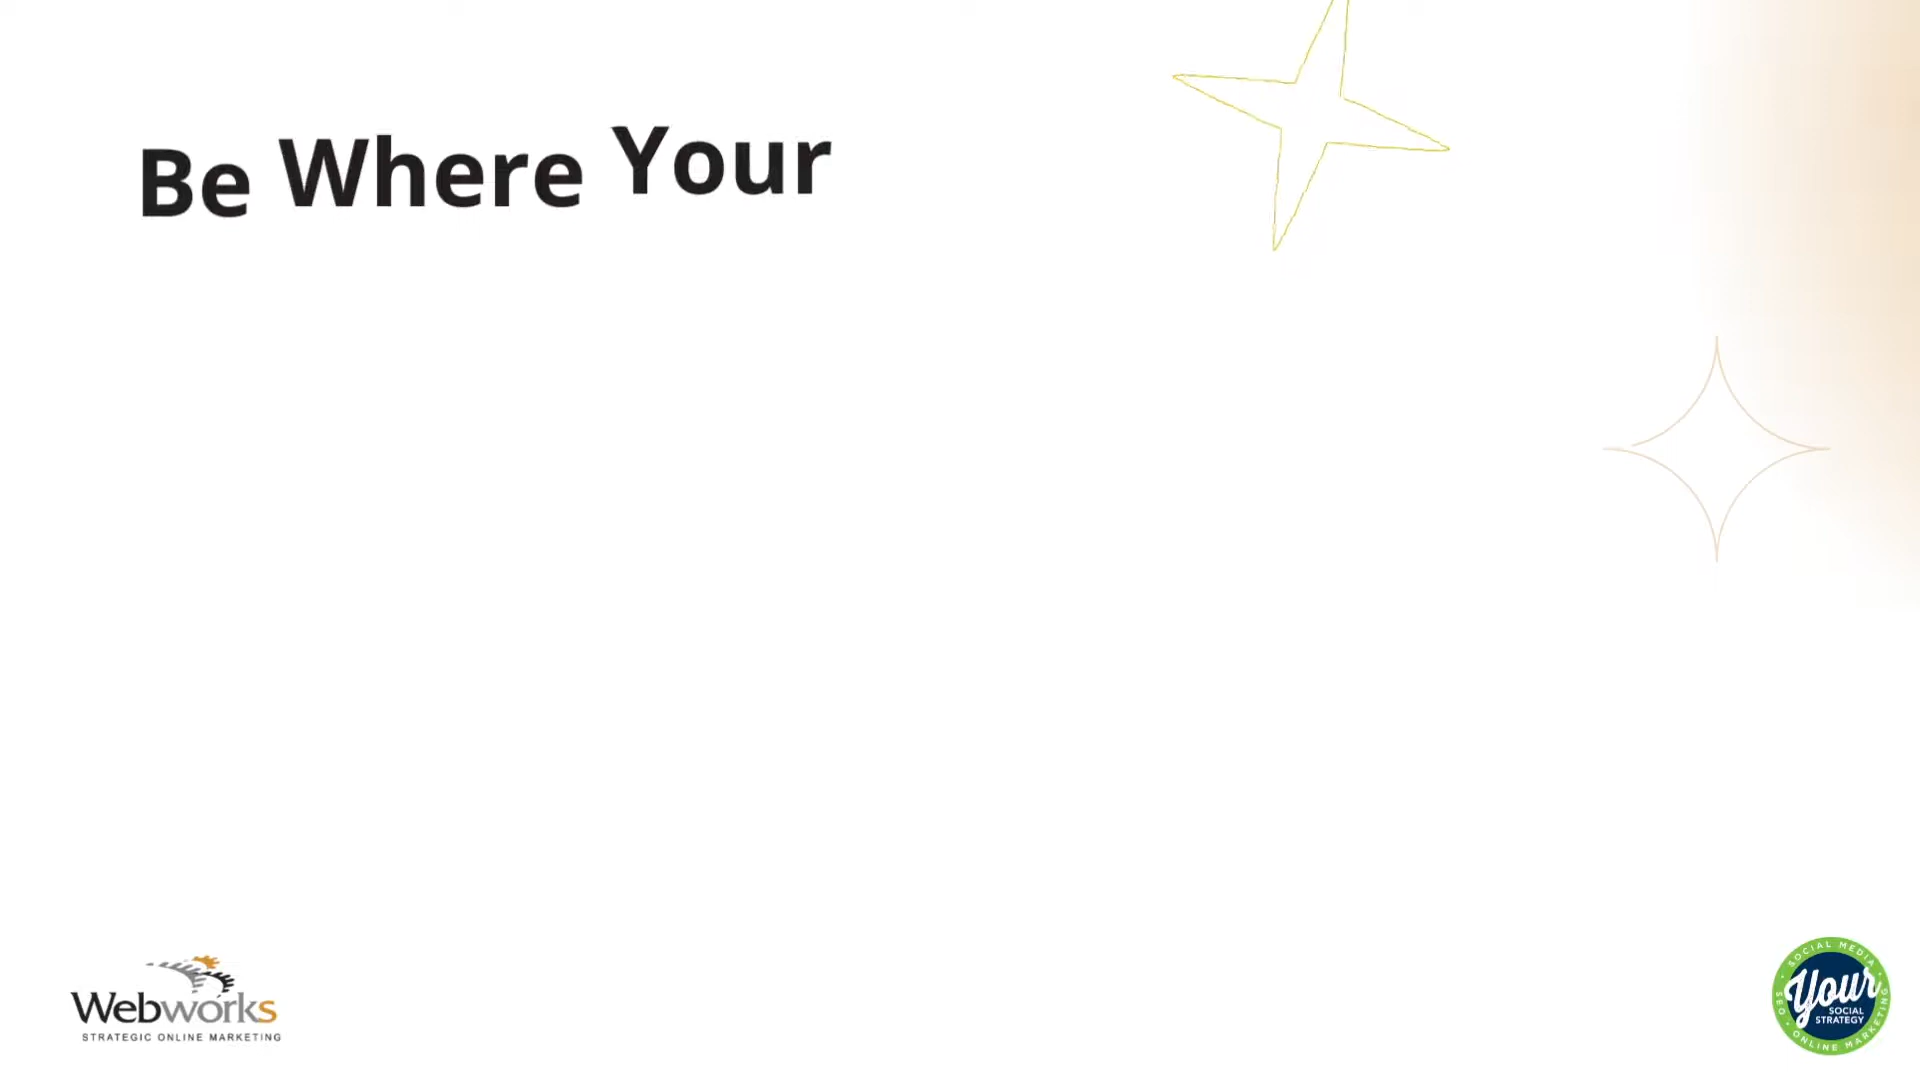 Be Where Your
Webworks
STRATEGIC ONLINE MARKETING
SOCIAL MEDIA
Your
SOCIAL
STRATEGY
SEO
ONLINE MARKETING